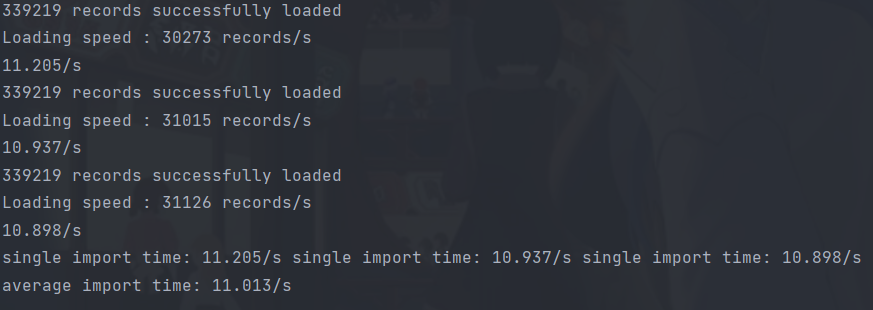 339219 records successfully loaded
Loading speed : 30273 records/s
11.205/s
339219 records successfully loaded
Loading speed : 31015 records/s
10.937/s
339219 records successfully loaded
Loading speed : 31126 records/s
10.898/s
single import time: 11.205/s single import time: 10.937/s single import time: 10.898/s
average import time: 11.013/s